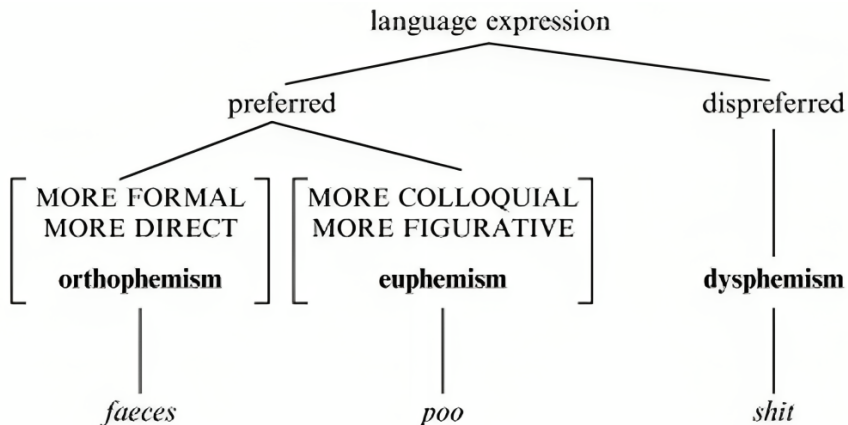 language expression
preferred
dispreferred
MORE FORMAL
MORE DIRECT
orthophemism
MORE COLLOQUIAL
MORE FIGURATIVE
euphemism
dysphemism
faeces
poo
shit